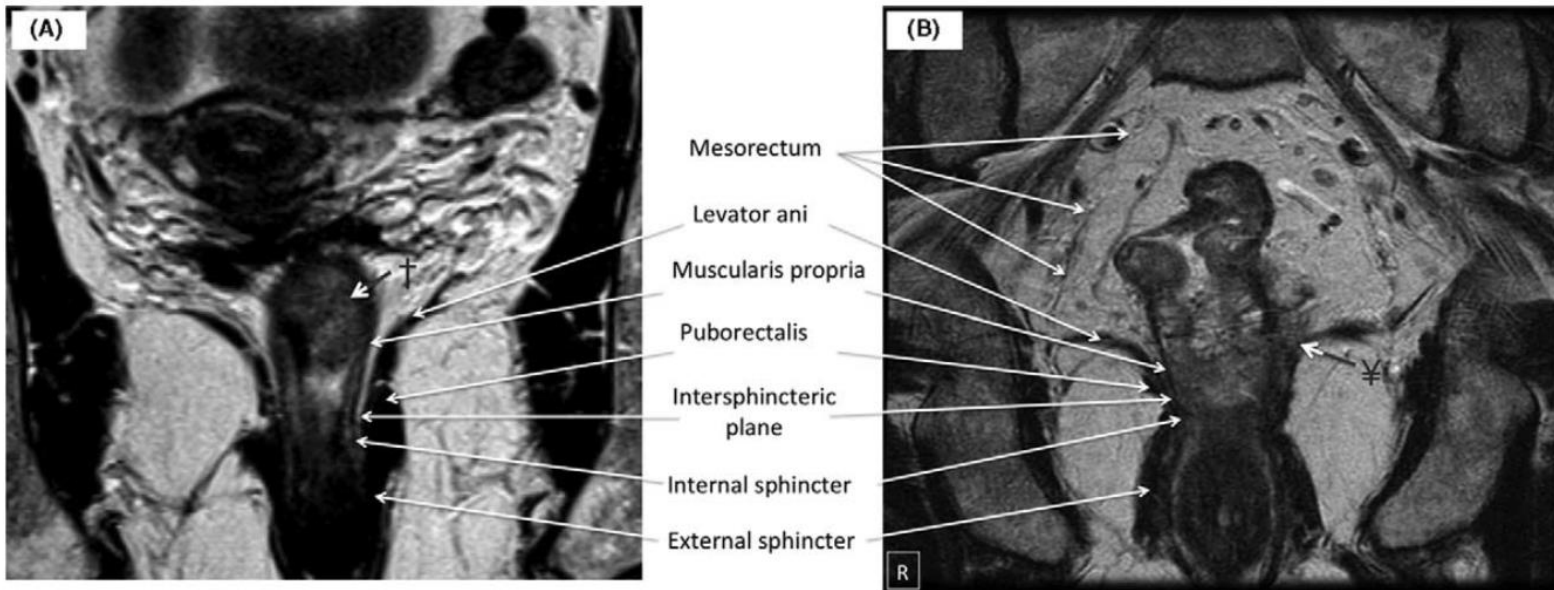 (A)
(B)
Mesorectum
Levator ani
Muscularis propria
Puborectalis
Intersphincteric
plane
Internal sphincter
External sphincter
†
¥
R